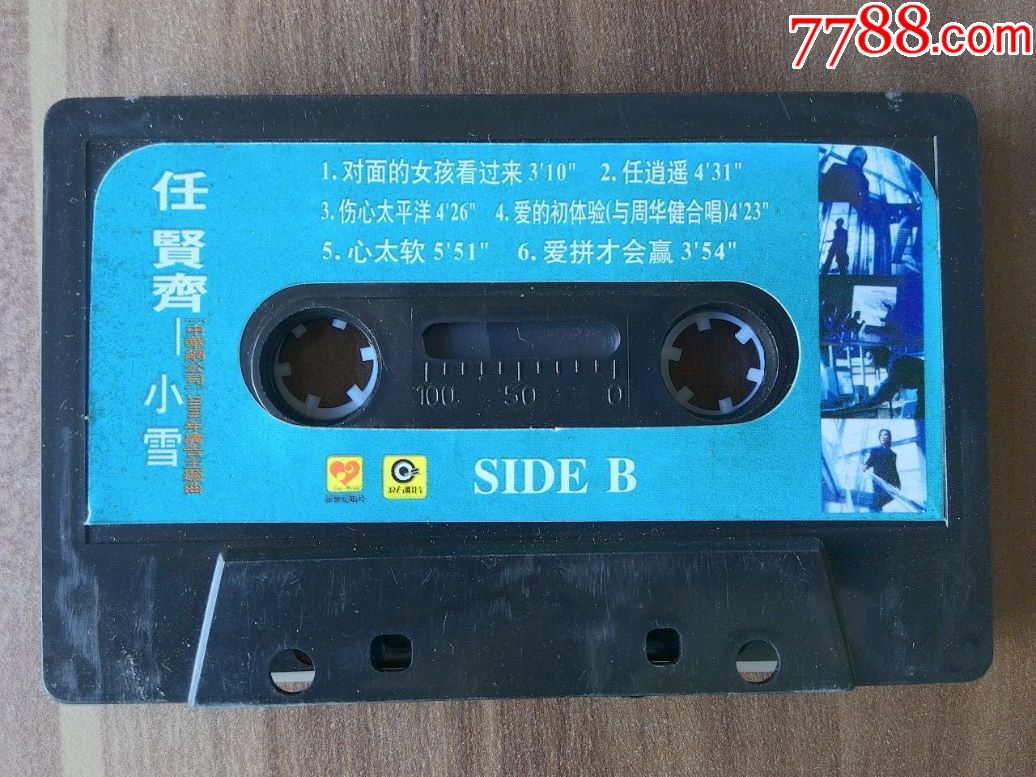 7788.com
1. 对面的女孩看过来 3'10" 2. 任逍遥 4'31"
3. 伤心太平洋 4'26" 4. 爱的初体验(与周华健合唱)4'23"
5. 心太软 5'51" 6. 爱拼才会赢 3'54"
任賢齊—小雪
100 50 0
SIDE B